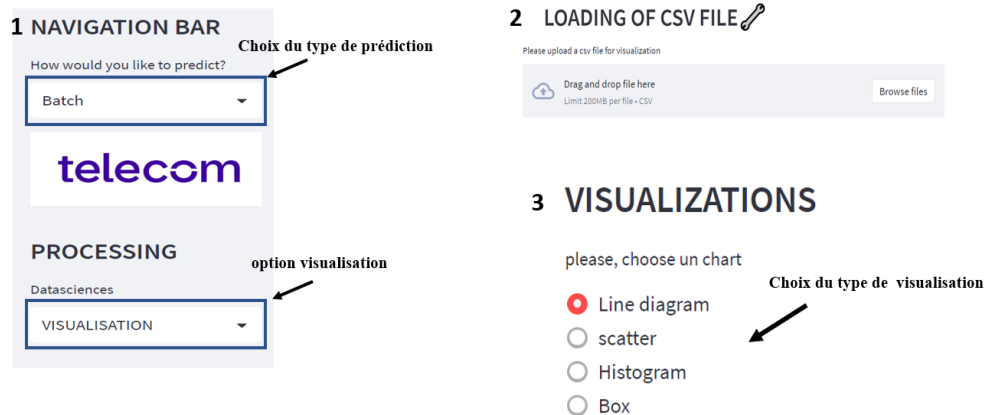 1 NAVIGATION BAR
Choix du type de prédiction
How would you like to predict?
Batch
telecom
PROCESSING
option visualisation
Datasciences
VISUALISATION
2 LOADING OF CSV FILE
Please upload a csv file for visualization
Drag and drop file here
Limit 200MB per file • CSV
Browse files
3 VISUALIZATIONS
please, choose un chart
Choix du type de visualisation
Line diagram
scatter
Histogram
Box